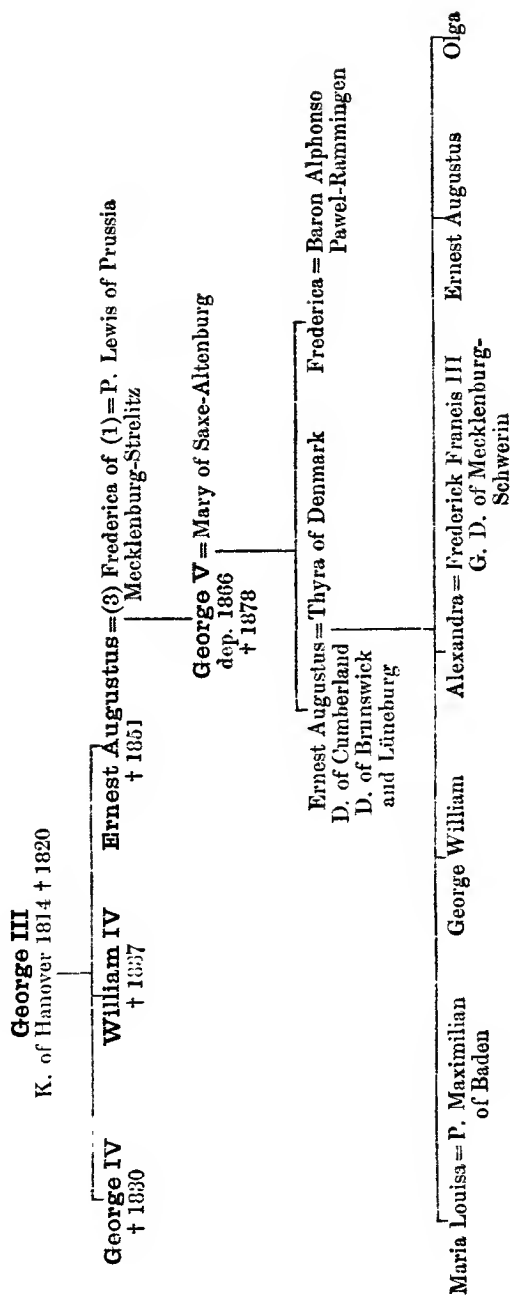 George III
K. of Hanover 1814 † 1820
George IV
† 1830
William IV
† 1837
Ernest Augustus = (3) Frederica of (1) = P. Lewis of Prussia
† 1851
Mecklenburg-Strelitz
George V = Mary of Saxe-Altenburg
dep. 1866
† 1878
Ernest Augustus = Thyra of Denmark
D. of Cumberland
D. of Brunswick
and Lüneburg
Frederica = Baron Alphonso
Pawel-Rammingen
Maria Louisa = P. Maximilian
of Baden
George William
Alexandra = Frederick Francis III
G. D. of Mecklenburg-
Schwerin
Ernest Augustus
Olga